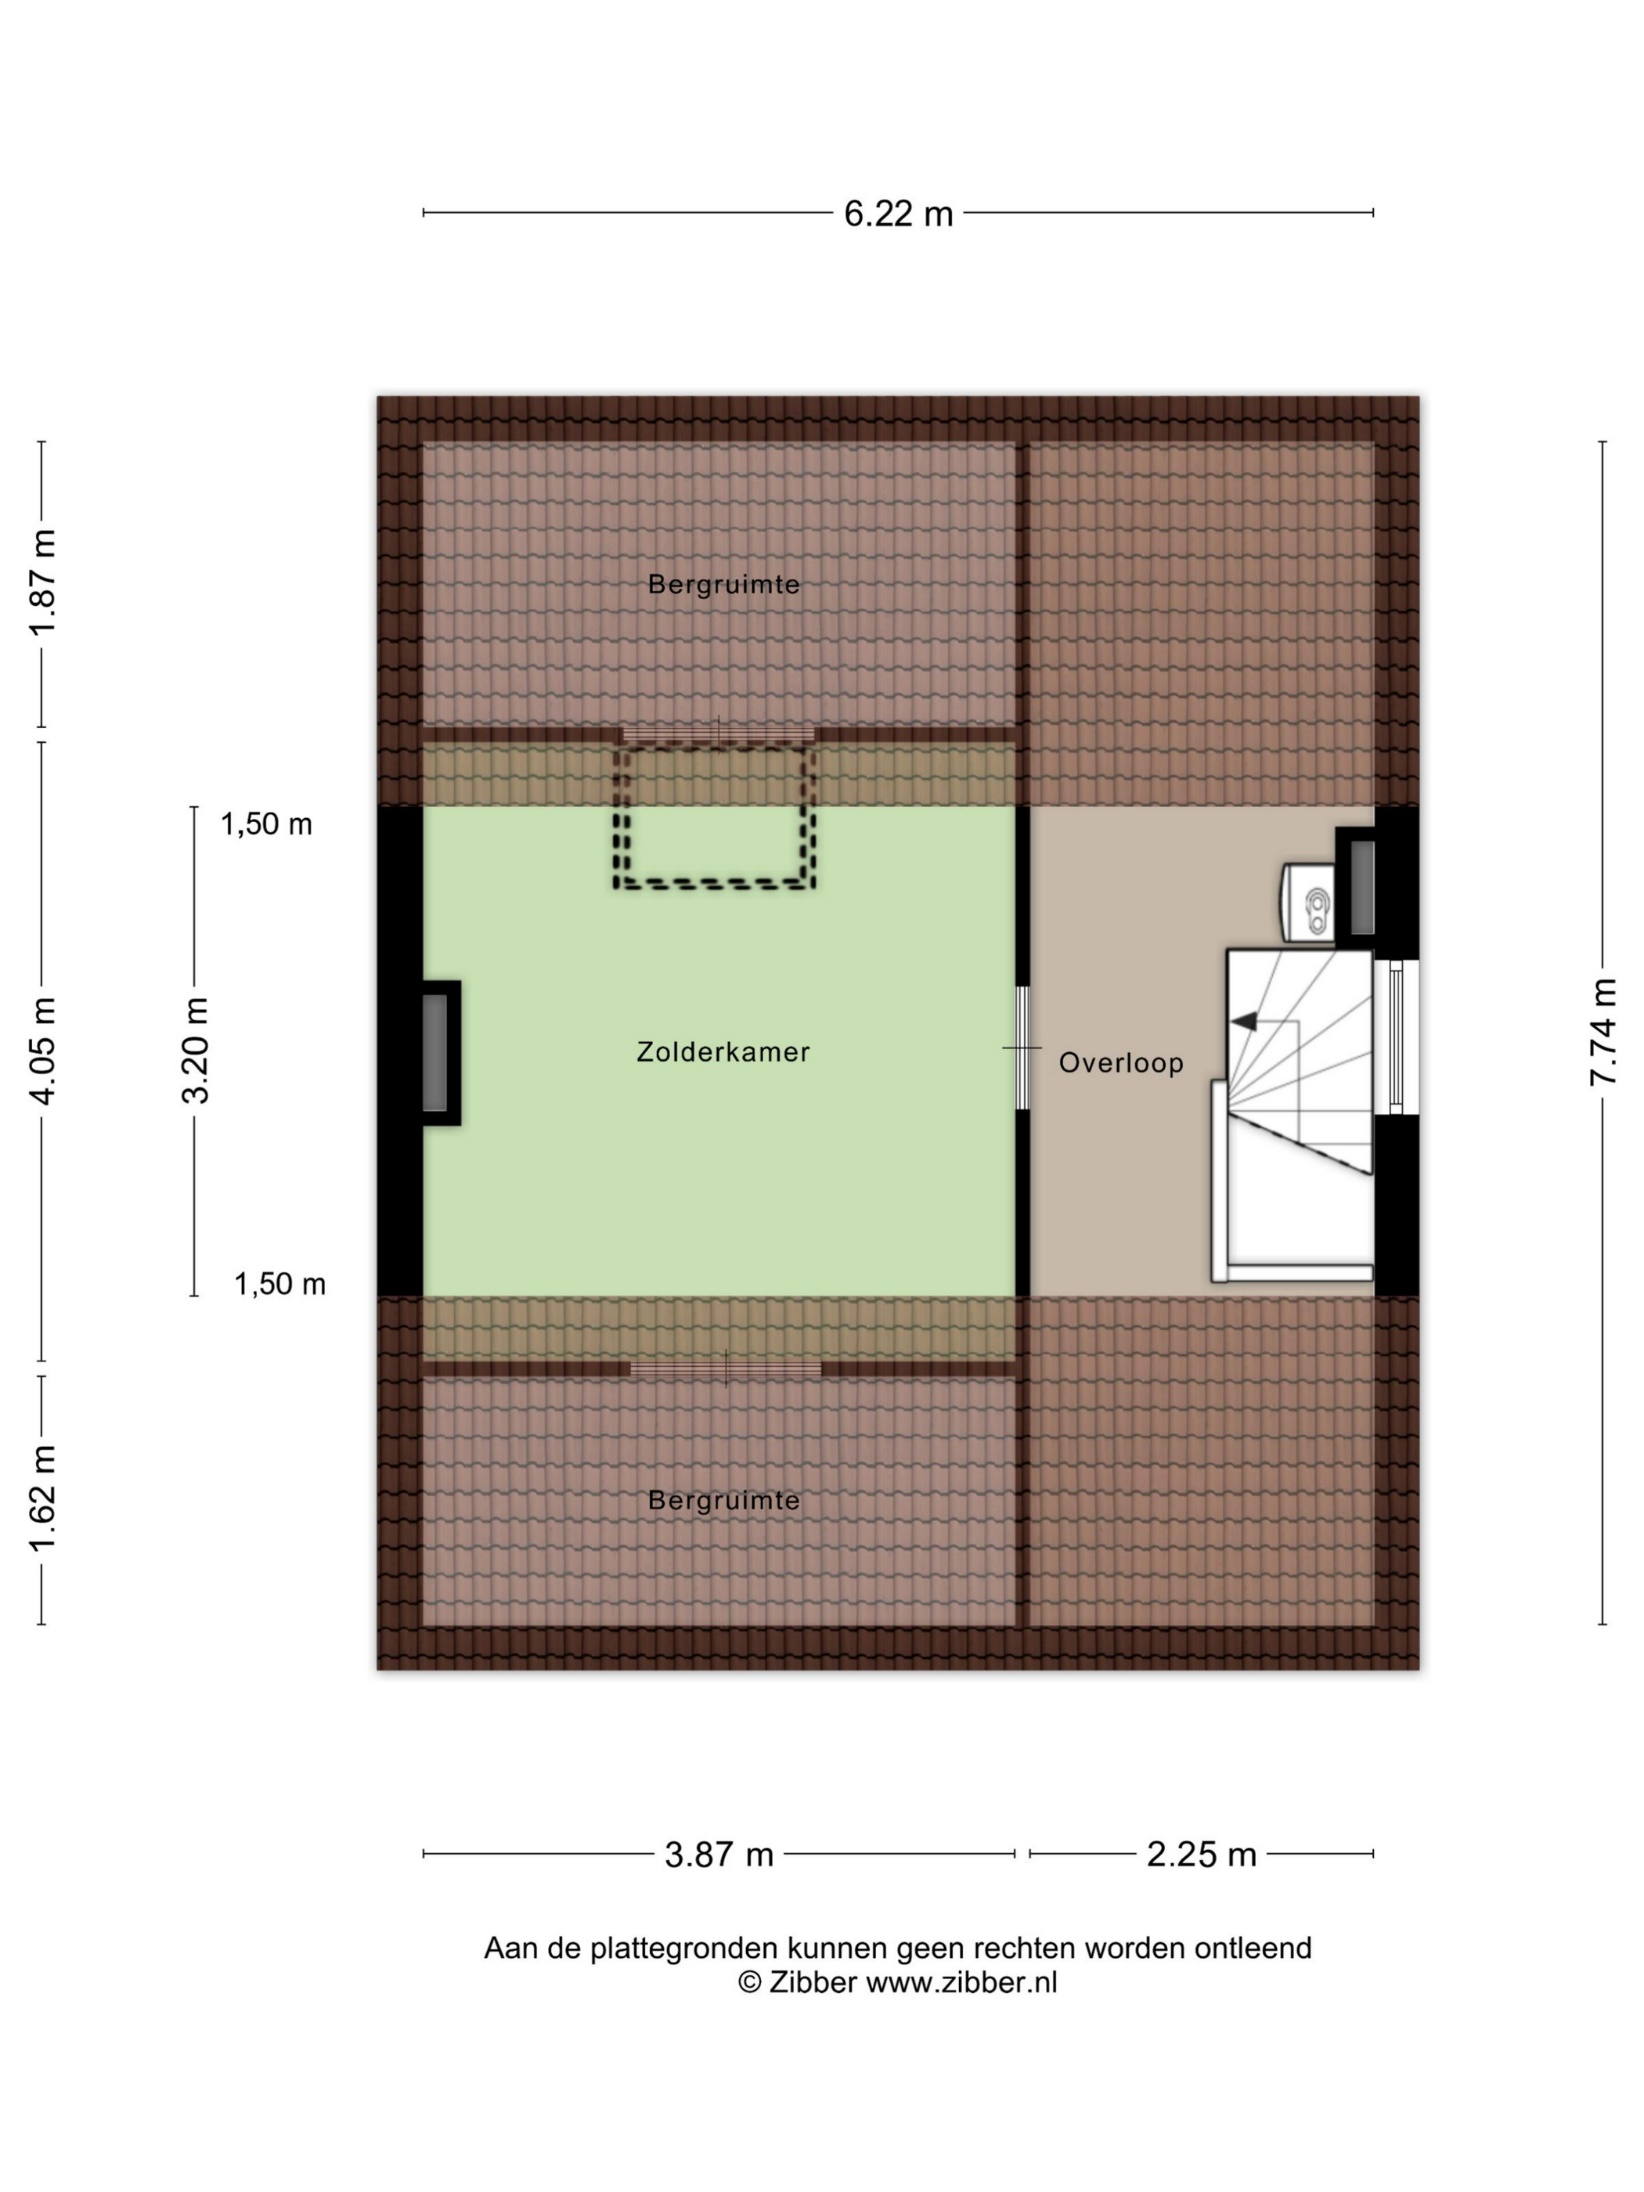 6.22 m
1.87 m
Bergruimte
1,50 m
4.05 m
3.20 m
Zolderkamer
Overloop
7.74 m
1,50 m
1.62 m
Bergruimte
3.87 m
2.25 m
Aan de plattegronden kunnen geen rechten worden ontleend
© Zibber www.zibber.nl